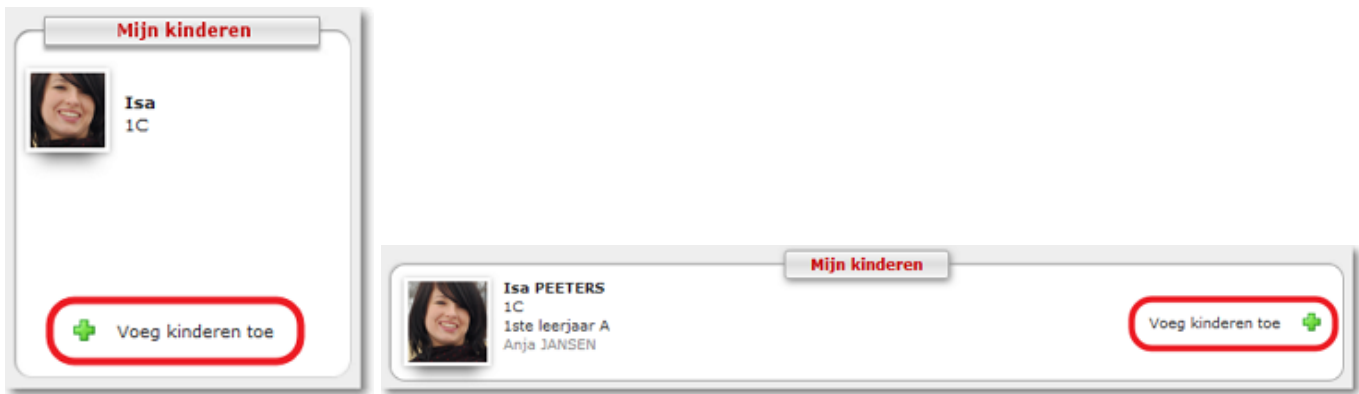 Mijn kinderen
Isa
1C
Voeg kinderen toe
Mijn kinderen
Isa PEETERS
1C
1ste leerjaar A
Anja JANSEN
Voeg kinderen toe